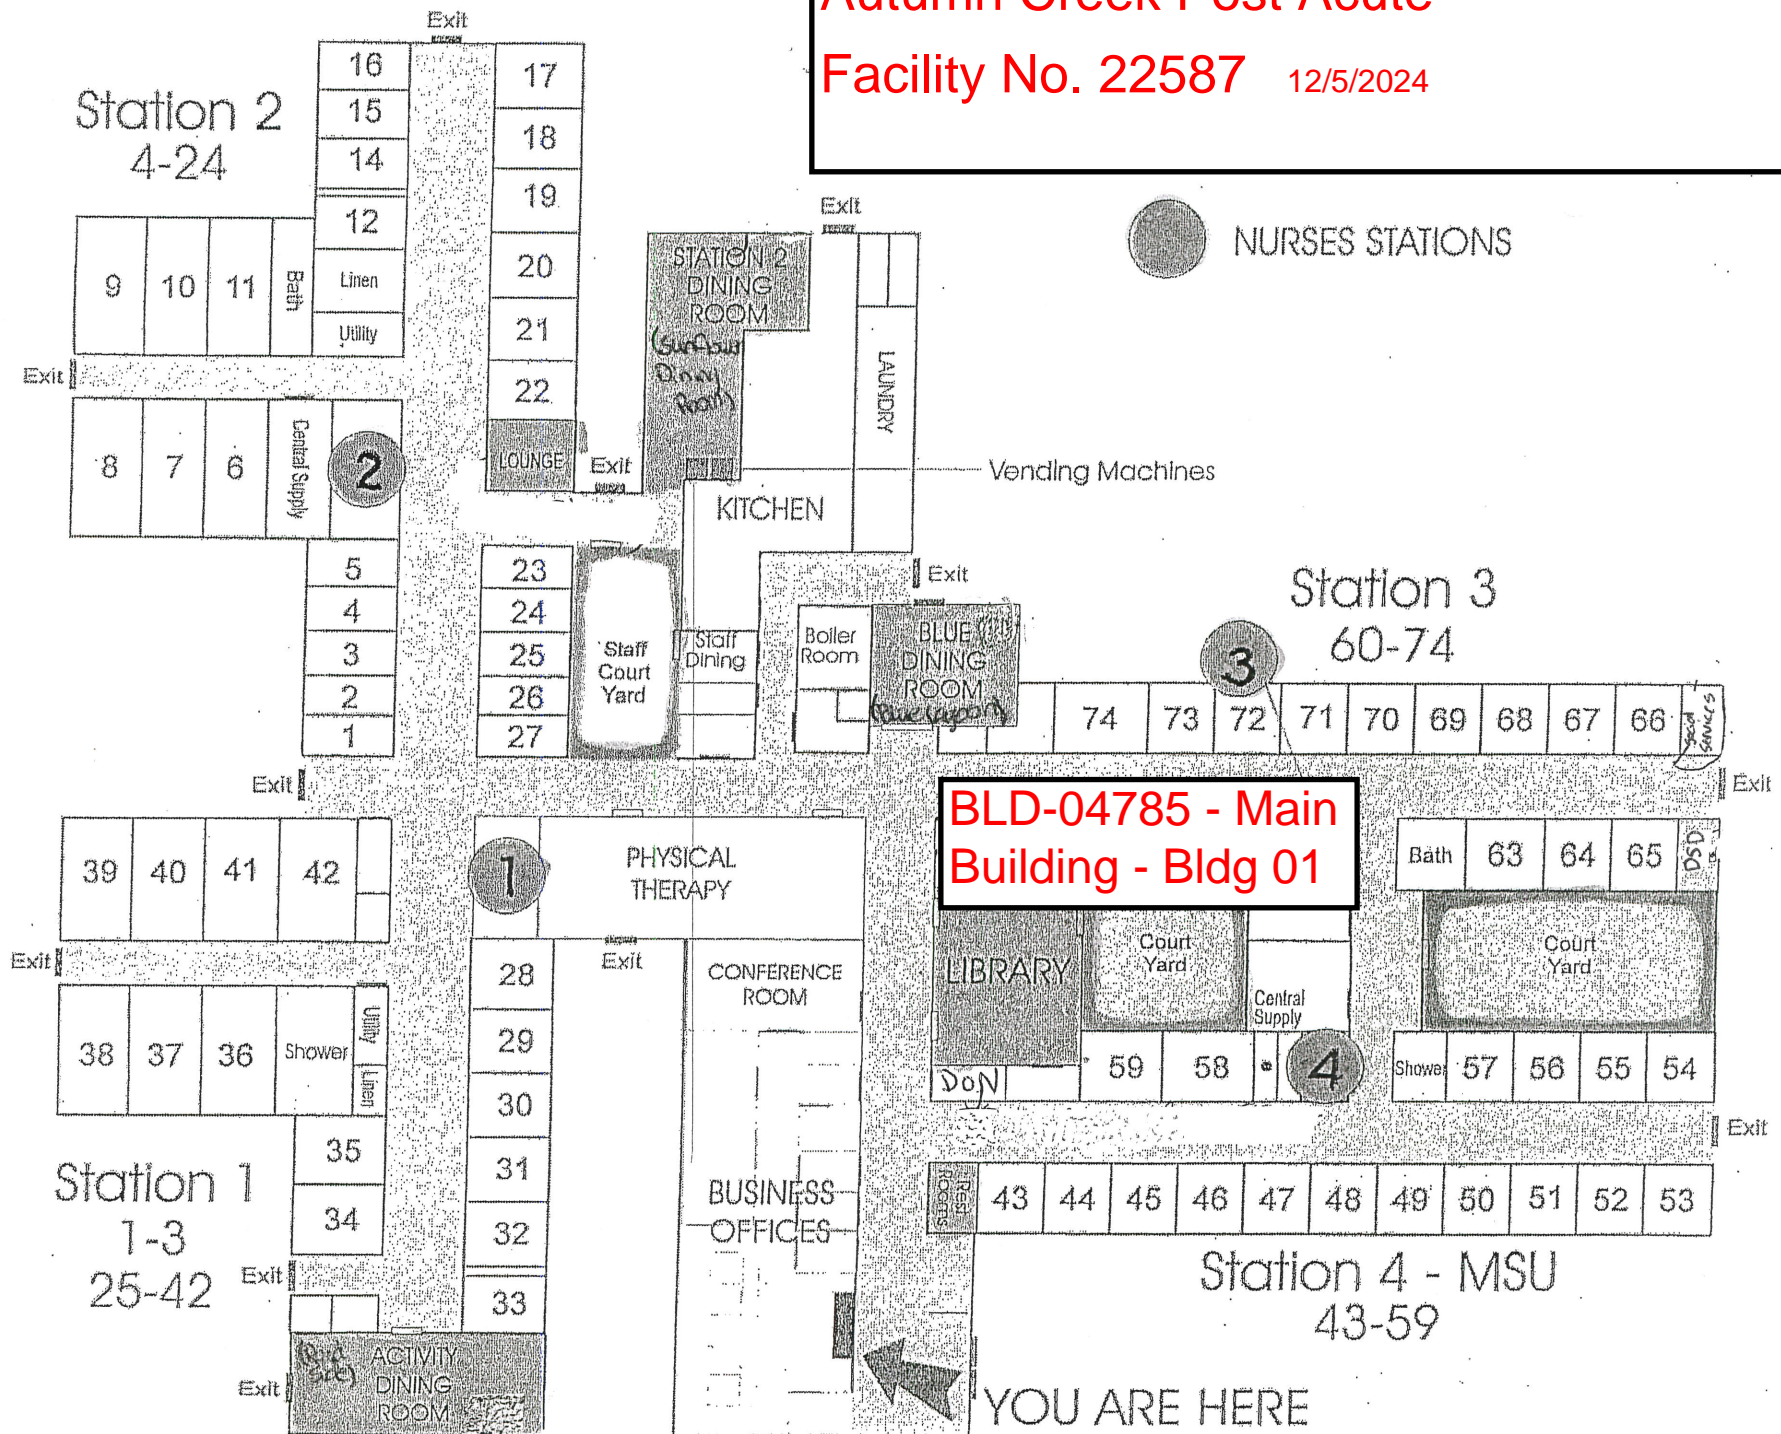 Autumn Creek Post Acute
Facility No. 22587 12/5/2024
NURSES STATIONS
Exit
Station 2
4-24
16
15
14
12
Linen
Utility
17
18
19
20
21
22
LOUNGE
Exit
9
10
11
Bath
Exit
8
7
6
Central Supply
2
Exit
STATION 2
DINING
ROOM
(Sunflower
Dining
Room)
LAUNDRY
Vending Machines
KITCHEN
5
4
3
2
1
23
24
25
26
27
Staff
Court
Yard
Staff
Dining
Boiler
Room
Exit
BLUE
DINING
ROOM
Station 3
60-74
3
74
73
72
71
70
69
68
67
66
Social
Services
Exit
Exit
BLD-04785 - Main
Building - Bldg 01
39
40
41
42
1
PHYSICAL
THERAPY
Bath
63
64
65
DSD
Exit
Exit
28
29
30
31
32
33
CONFERENCE
ROOM
LIBRARY
Court
Yard
Central
Supply
Court
Yard
38
37
36
Shower
Utility
Linen
DON
59
58
4
Shower
57
56
55
54
Exit
35
34
Station 1
1-3
25-42
Exit
BUSINESS
OFFICES
Rest
Rooms
43
44
45
46
47
48
49
50
51
52
53
Station 4 - MSU
43-59
Exit
ACTIVITY
DINING
ROOM
YOU ARE HERE